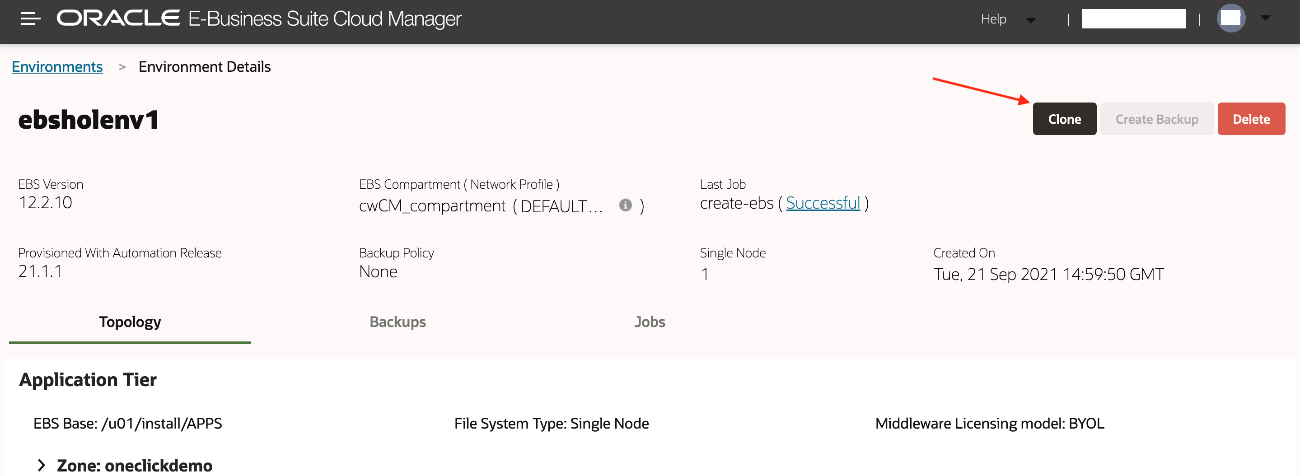 ORACLE E-Business Suite Cloud Manager Help | |
Environments > Environment Details
ebsholenv1
Clone Create Backup Delete
EBS Version EBS Compartment ( Network Profile ) Last Job
12.2.10 cwCM_compartment ( DEFAULT... i ) create-ebs ( Successful )
Provisioned With Automation Release Backup Policy Single Node Created On
21.1.1 None 1 Tue, 21 Sep 2021 14:59:50 GMT
Topology Backups Jobs
Application Tier
EBS Base: /u01/install/APPS File System Type: Single Node Middleware Licensing model: BYOL
> Zone: oneclickdemo